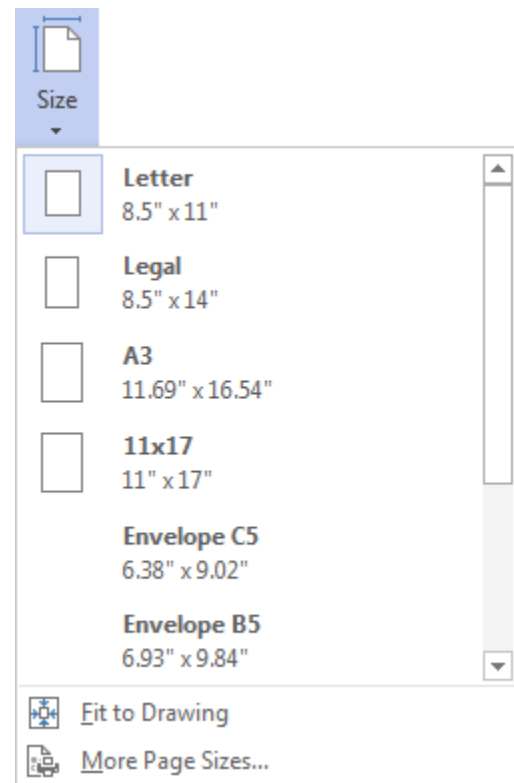 Size
Letter
8.5" x 11"
Legal
8.5" x 14"
A3
11.69" x 16.54"
11x17
11" x 17"
Envelope C5
6.38" x 9.02"
Envelope B5
6.93" x 9.84"
Fit to Drawing
More Page Sizes...